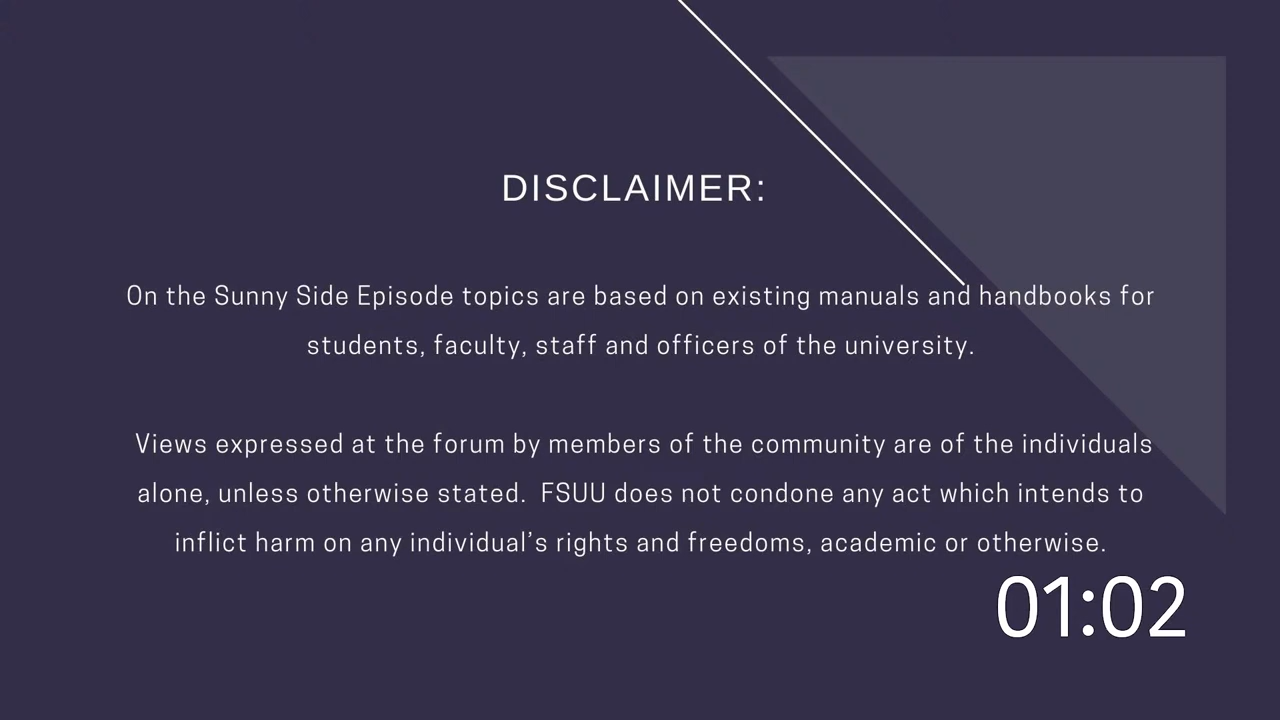 DISCLAIMER:
On the Sunny Side Episode topics are based on existing manuals and handbooks for
students, faculty, staff and officers of the university.
Views expressed at the forum by members of the community are of the individuals
alone, unless otherwise stated.  FSUU does not condone any act which intends to
inflict harm on any individual’s rights and freedoms, academic or otherwise.
01:02